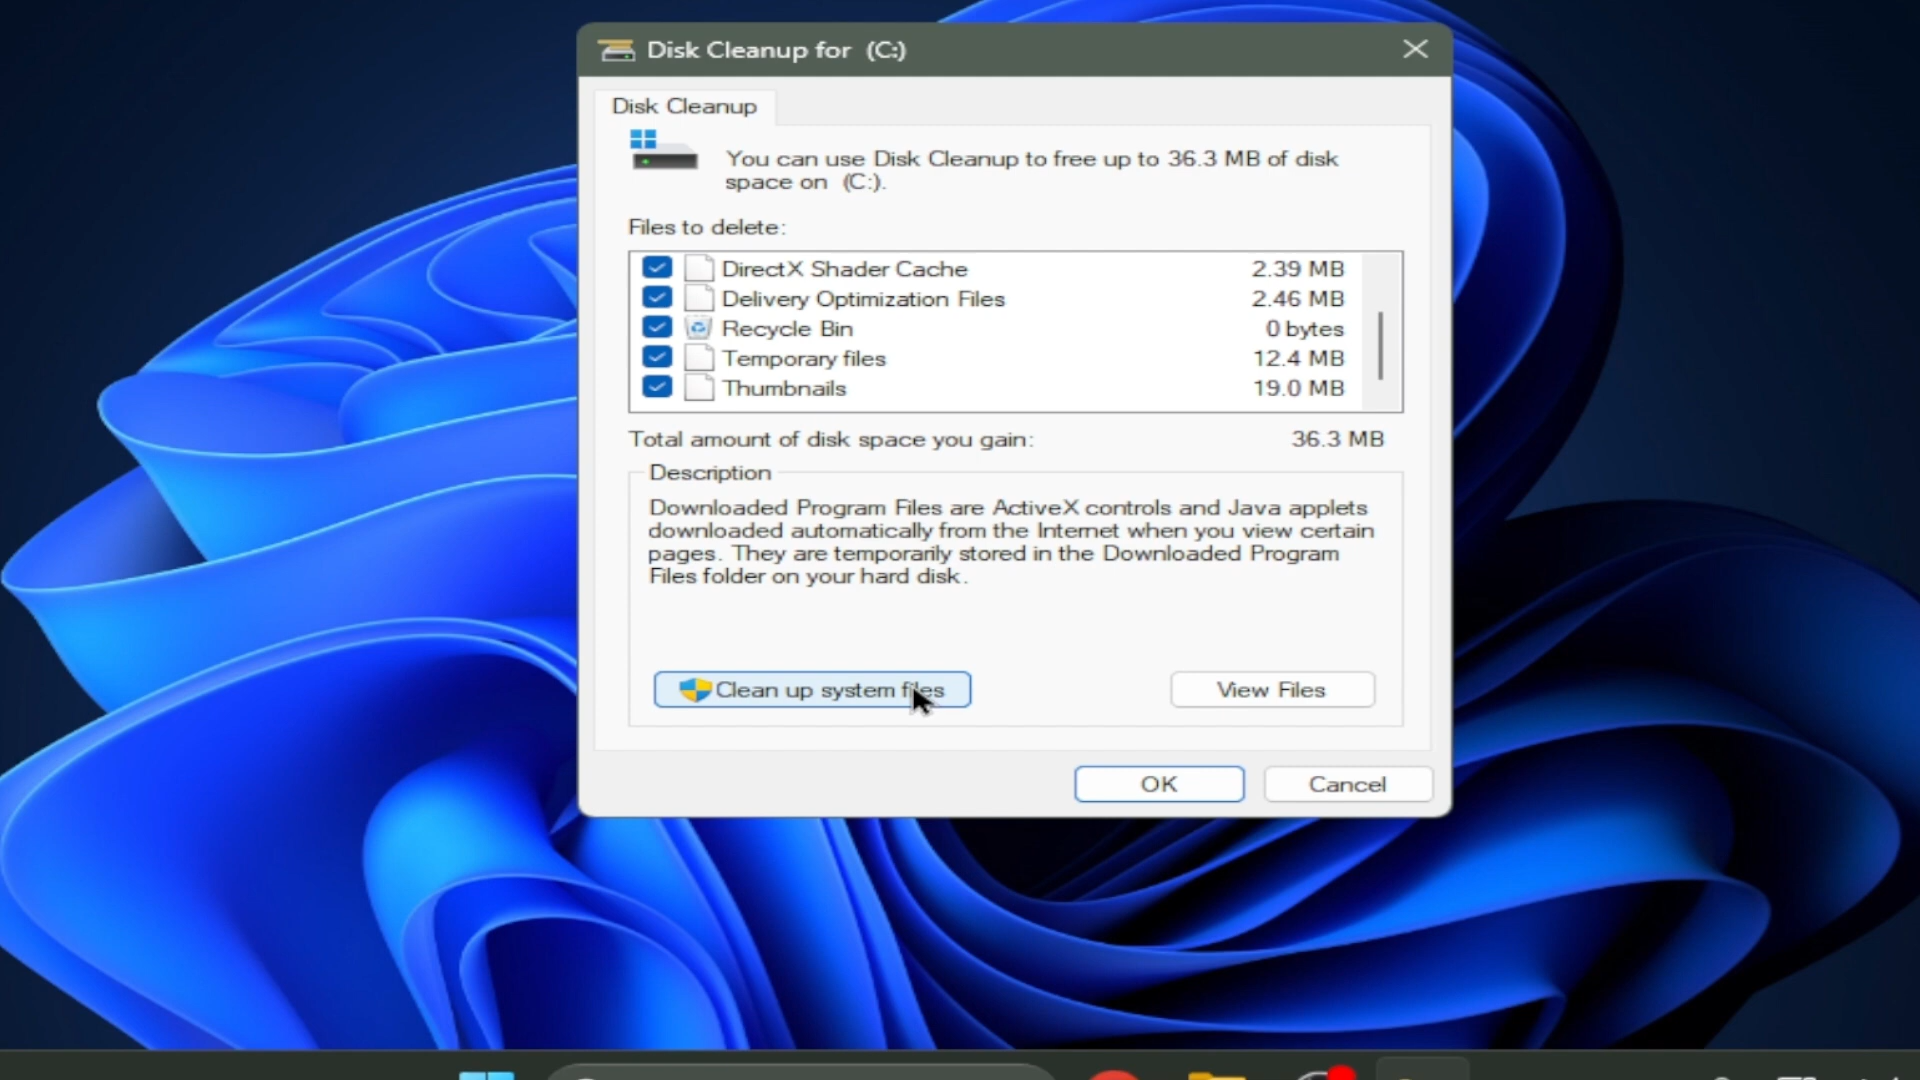 Disk Cleanup for (C:)
Disk Cleanup
You can use Disk Cleanup to free up to 36.3 MB of disk
space on (C:).
Files to delete:
DirectX Shader Cache 2.39 MB
Delivery Optimization Files 2.46 MB
Recycle Bin 0 bytes
Temporary files 12.4 MB
Thumbnails 19.0 MB
Total amount of disk space you gain: 36.3 MB
Description
Downloaded Program Files are ActiveX controls and Java applets
downloaded automatically from the Internet when you view certain
pages. They are temporarily stored in the Downloaded Program
Files folder on your hard disk.
Clean up system files
View Files
OK
Cancel